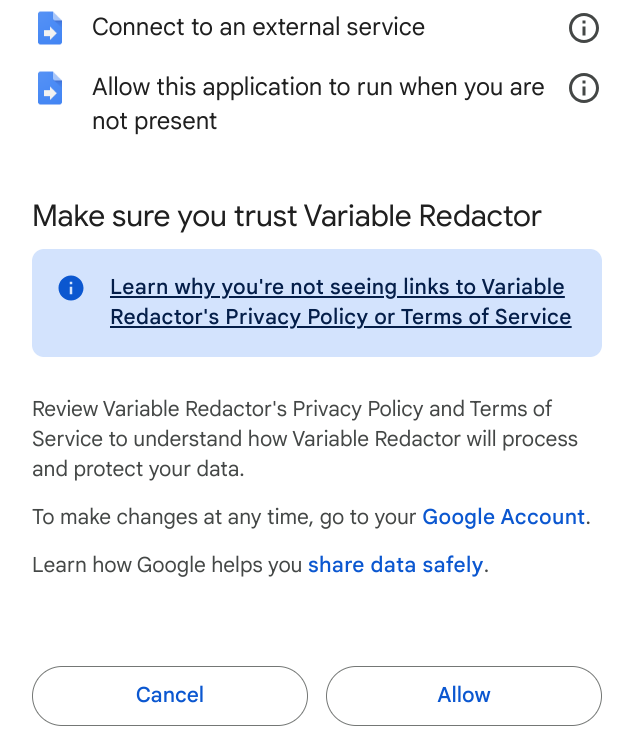 Connect to an external service
Allow this application to run when you are
not present
Make sure you trust Variable Redactor
Learn why you're not seeing links to Variable
Redactor's Privacy Policy or Terms of Service
Review Variable Redactor's Privacy Policy and Terms of
Service to understand how Variable Redactor will process
and protect your data.
To make changes at any time, go to your Google Account.
Learn how Google helps you share data safely.
Cancel
Allow